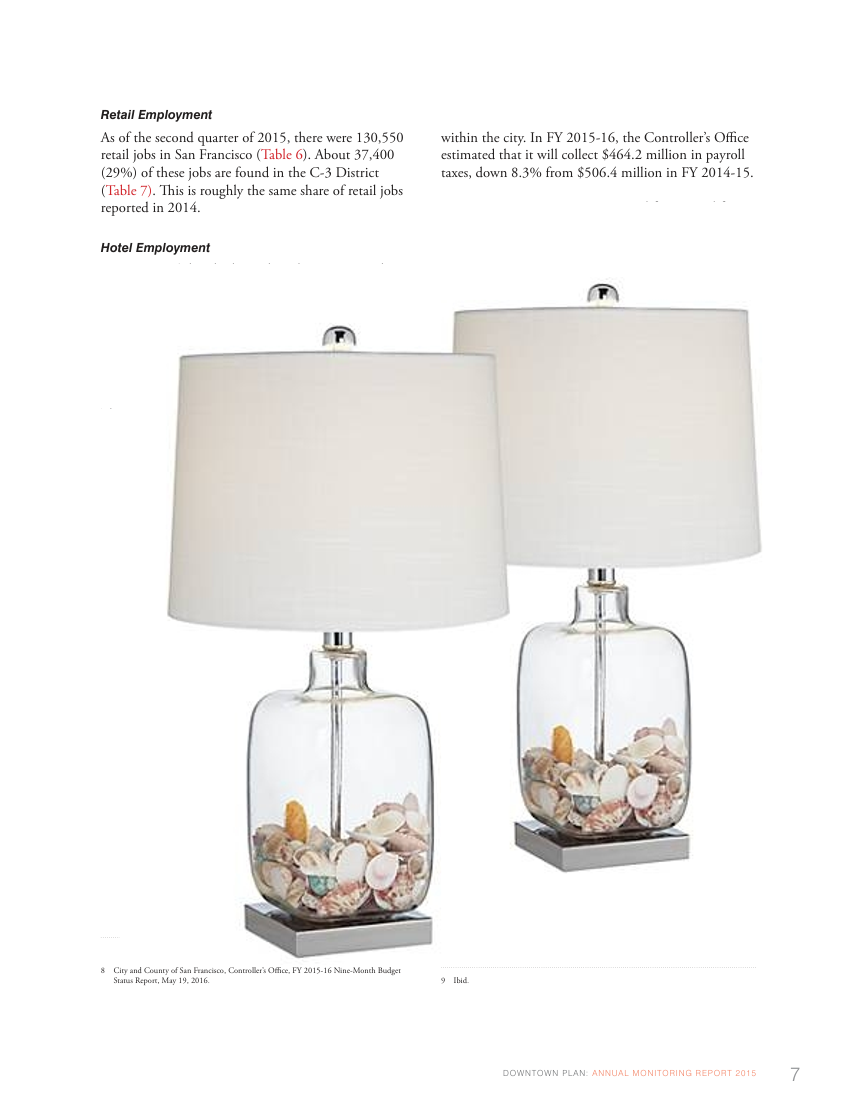 Retail Employment
As of the second quarter of 2015, there were 130,550
retail jobs in San Francisco (Table 6). About 37,400
(29%) of these jobs are found in the C-3 District
(Table 7). This is roughly the same share of retail jobs
reported in 2014.
Hotel Employment
within the city. In FY 2015-16, the Controller’s Office
estimated that it will collect $464.2 million in payroll
taxes, down 8.3% from $506.4 million in FY 2014-15.
8 City and County of San Francisco, Controller’s Office, FY 2015-16 Nine-Month Budget
Status Report, May 19, 2016.
9 Ibid.
DOWNTOWN PLAN: ANNUAL MONITORING REPORT 2015 7